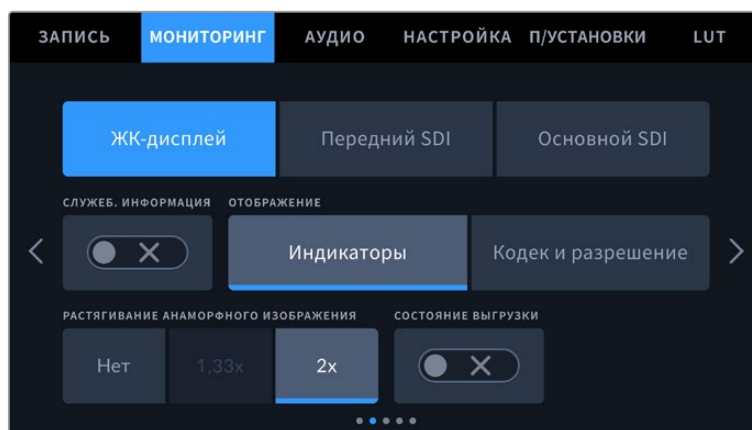 ЗАПИСЬ МОНИТОРИНГ АУДИО НАСТРОЙКА П/УСТАНОВКИ LUT
ЖК-дисплей Передний SDI Основной SDI
СЛУЖЕБ. ИНФОРМАЦИЯ ОТОБРАЖЕНИЕ
Индикаторы Кодек и разрешение
РАСТЯГИВАНИЕ АНАМОРФНОГО ИЗОБРАЖЕНИЯ СОСТОЯНИЕ ВЫГРУЗКИ
Нет 1,33x 2x